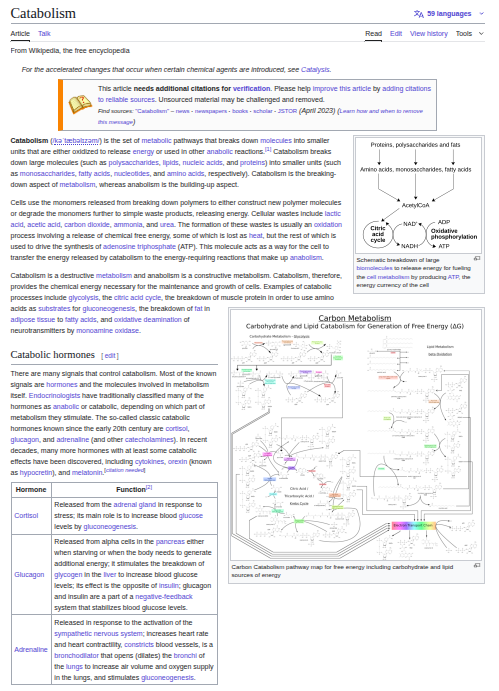 Catabolism
59 languages
Article Talk
Read Edit View history Tools
From Wikipedia, the free encyclopedia
For the accelerated changes that often occur when certain chemical agents are introduced, see Catalysis.
This article needs additional citations for verification. Please help improve this article by adding citations
to reliable sources. Unsourced material may be challenged and removed.
Find sources: "Catabolism" – news · newspapers · books · scholar · JSTOR (April 2023) (Learn how and when to remove
this message)
Catabolism (/kəˈtæbəlɪzəm/) is the set of metabolic pathways that breaks down molecules into smaller
units that are either oxidized to release energy or used in other anabolic reactions.[1] Catabolism breaks
down large molecules (such as polysaccharides, lipids, nucleic acids, and proteins) into smaller units (such
as monosaccharides, fatty acids, nucleotides, and amino acids, respectively). Catabolism is the breaking-
down aspect of metabolism, whereas anabolism is the building-up aspect.
Cells use the monomers released from breaking down polymers to either construct new polymer molecules
or degrade the monomers further to simple waste products, releasing energy. Cellular wastes include lactic
acid, acetic acid, carbon dioxide, ammonia, and urea. The formation of these wastes is usually an oxidation
process involving a release of chemical free energy, some of which is lost as heat, but the rest of which is
used to drive the synthesis of adenosine triphosphate (ATP). This molecule acts as a way for the cell to
transfer the energy released by catabolism to the energy-requiring reactions that make up anabolism.
Catabolism is a destructive metabolism and anabolism is a constructive metabolism. Catabolism, therefore,
provides the chemical energy necessary for the maintenance and growth of cells. Examples of catabolic
processes include glycolysis, the citric acid cycle, the breakdown of muscle protein in order to use amino
acids as substrates for gluconeogenesis, the breakdown of fat in
adipose tissue to fatty acids, and oxidative deamination of
neurotransmitters by monoamine oxidase.
Proteins, polysaccharides and fats
Amino acids, monosaccharides, fatty acids
AcetylCoA
Citric
acid
cycle
NAD+
NADH
ADP
Oxidative
phosphorylation
ATP
Schematic breakdown of large
biomolecules to release energy for fueling
the cell metabolism by producing ATP, the
energy currency of the cell
Catabolic hormones [ edit ]
There are many signals that control catabolism. Most of the known
signals are hormones and the molecules involved in metabolism
itself. Endocrinologists have traditionally classified many of the
hormones as anabolic or catabolic, depending on which part of
metabolism they stimulate. The so-called classic catabolic
hormones known since the early 20th century are cortisol,
glucagon, and adrenaline (and other catecholamines). In recent
decades, many more hormones with at least some catabolic
effects have been discovered, including cytokines, orexin (known
as hypocretin), and melatonin.[citation needed]
Carbon Metabolism
Carbohydrate and Lipid Catabolism for Generation of Free Energy (ΔG)
Carbohydrate Metabolism - Glycolysis
Lipid Metabolism
Citric Acid /
Tricarboxylic Acid /
Krebs Cycle
Carbon Catabolism pathway map for free energy including carbohydrate and lipid
sources of energy
Hormone Function[2]
Cortisol
Released from the adrenal gland in response to
stress; its main role is to increase blood glucose
levels by gluconeogenesis.
Glucagon
Released from alpha cells in the pancreas either
when starving or when the body needs to generate
additional energy; it stimulates the breakdown of
glycogen in the liver to increase blood glucose
levels; its effect is the opposite of insulin; glucagon
and insulin are a part of a negative-feedback
system that stabilizes blood glucose levels.
Adrenaline
Released in response to the activation of the
sympathetic nervous system; increases heart rate
and heart contractility, constricts blood vessels, is a
bronchodilator that opens (dilates) the bronchi of
the lungs to increase air volume and oxygen supply
in the lungs, and stimulates gluconeogenesis.